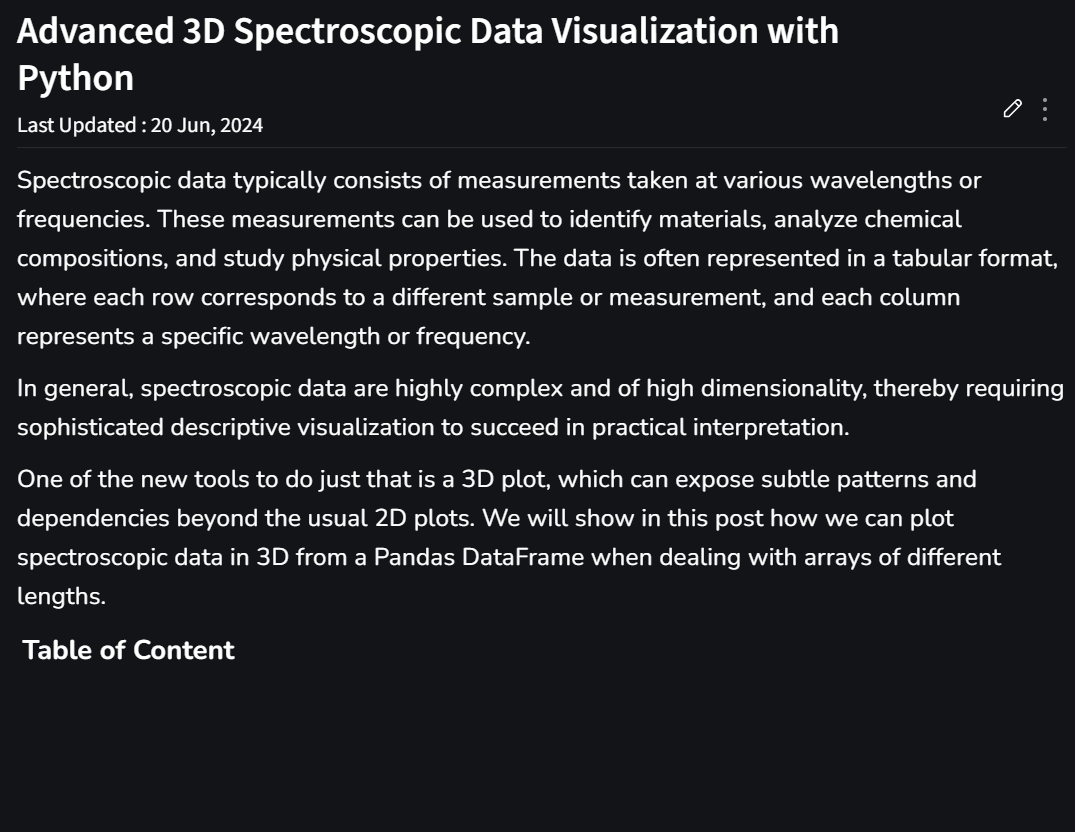 Advanced 3D Spectroscopic Data Visualization with
Python
Last Updated : 20 Jun, 2024
Spectroscopic data typically consists of measurements taken at various wavelengths or
frequencies. These measurements can be used to identify materials, analyze chemical
compositions, and study physical properties. The data is often represented in a tabular format,
where each row corresponds to a different sample or measurement, and each column
represents a specific wavelength or frequency.
In general, spectroscopic data are highly complex and of high dimensionality, thereby requiring
sophisticated descriptive visualization to succeed in practical interpretation.
One of the new tools to do just that is a 3D plot, which can expose subtle patterns and
dependencies beyond the usual 2D plots. We will show in this post how we can plot
spectroscopic data in 3D from a Pandas DataFrame when dealing with arrays of different
lengths.
Table of Content